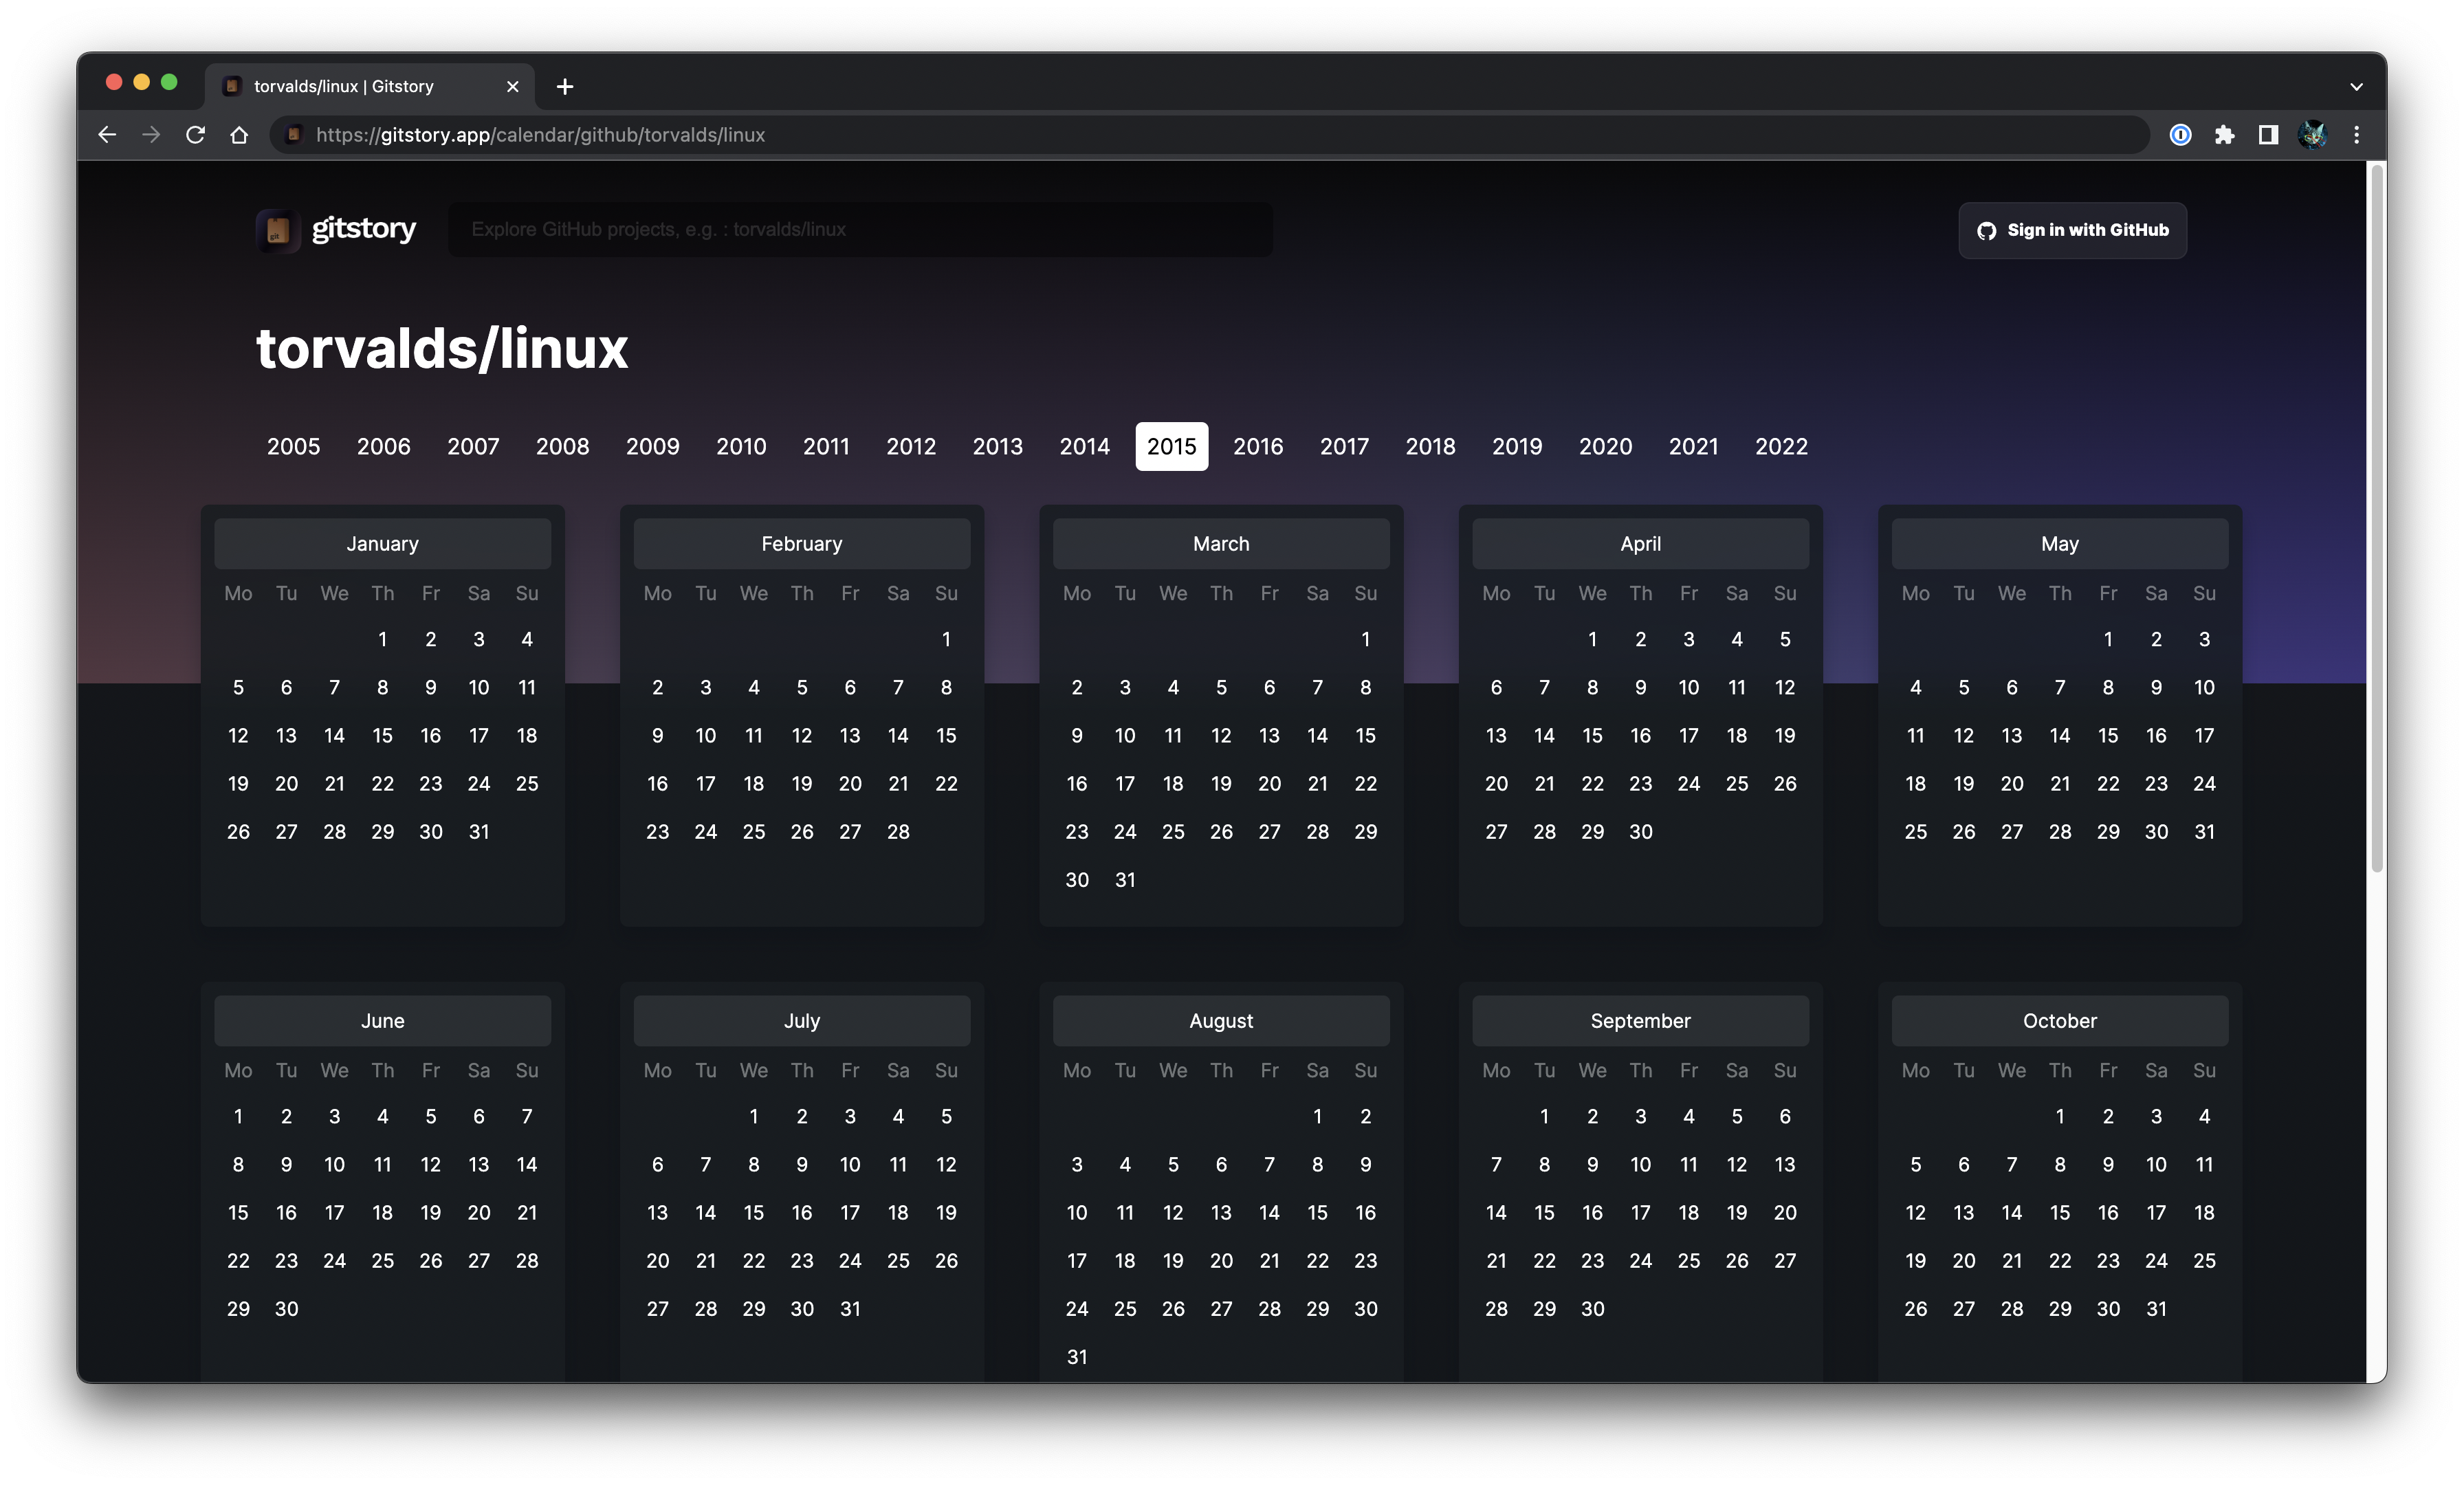 torvalds/linux | Gitstory
https://gitstory.app/calendar/github/torvalds/linux
git
gitstory
Explore GitHub projects, e.g. : torvalds/linux
Sign in with GitHub
torvalds/linux
2005 2006 2007 2008 2009 2010 2011 2012 2013 2014 2015 2016 2017 2018 2019 2020 2021 2022
January
Mo Tu We Th Fr Sa Su
1 2 3 4
5 6 7 8 9 10 11
12 13 14 15 16 17 18
19 20 21 22 23 24 25
26 27 28 29 30 31
February
Mo Tu We Th Fr Sa Su
1
2 3 4 5 6 7 8
9 10 11 12 13 14 15
16 17 18 19 20 21 22
23 24 25 26 27 28
March
Mo Tu We Th Fr Sa Su
1
2 3 4 5 6 7 8
9 10 11 12 13 14 15
16 17 18 19 20 21 22
23 24 25 26 27 28 29
30 31
April
Mo Tu We Th Fr Sa Su
1 2 3 4 5
6 7 8 9 10 11 12
13 14 15 16 17 18 19
20 21 22 23 24 25 26
27 28 29 30
May
Mo Tu We Th Fr Sa Su
1 2 3
4 5 6 7 8 9 10
11 12 13 14 15 16 17
18 19 20 21 22 23 24
25 26 27 28 29 30 31
June
Mo Tu We Th Fr Sa Su
1 2 3 4 5 6 7
8 9 10 11 12 13 14
15 16 17 18 19 20 21
22 23 24 25 26 27 28
29 30
July
Mo Tu We Th Fr Sa Su
1 2 3 4 5
6 7 8 9 10 11 12
13 14 15 16 17 18 19
20 21 22 23 24 25 26
27 28 29 30 31
August
Mo Tu We Th Fr Sa Su
1 2
3 4 5 6 7 8 9
10 11 12 13 14 15 16
17 18 19 20 21 22 23
24 25 26 27 28 29 30
31
September
Mo Tu We Th Fr Sa Su
1 2 3 4 5 6
7 8 9 10 11 12 13
14 15 16 17 18 19 20
21 22 23 24 25 26 27
28 29 30
October
Mo Tu We Th Fr Sa Su
1 2 3 4
5 6 7 8 9 10 11
12 13 14 15 16 17 18
19 20 21 22 23 24 25
26 27 28 29 30 31